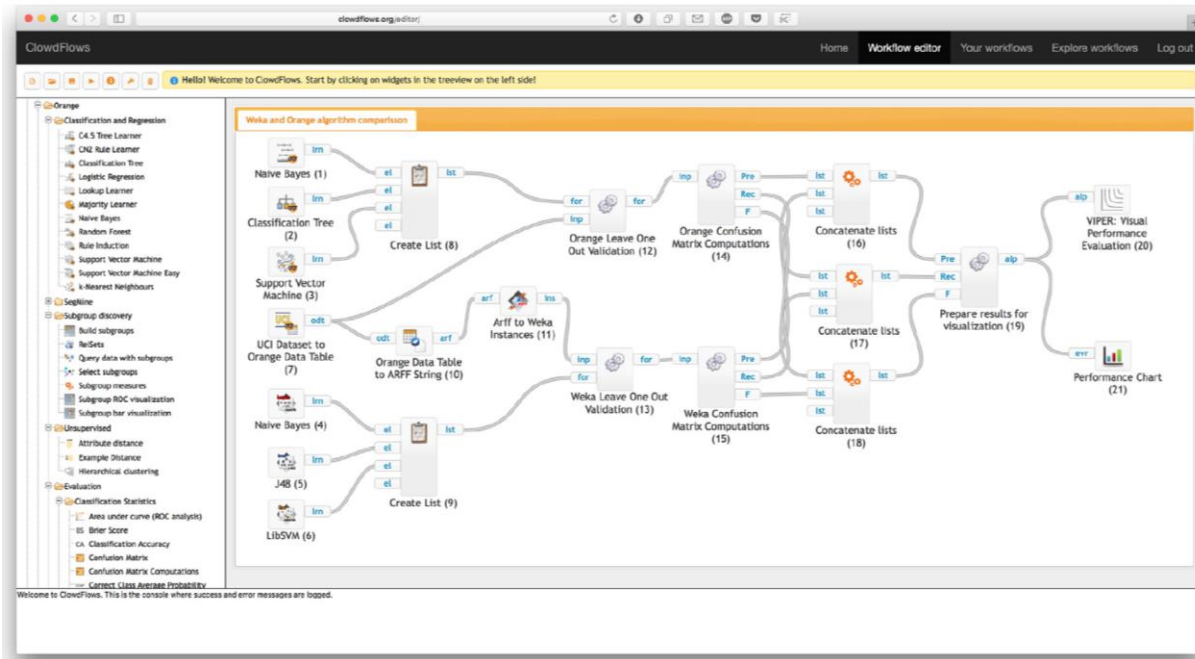 clowdflows.org/editor/
ClowdFlows
Home Workflow editor Your workflows Explore workflows Log out
Hello! Welcome to ClowdFlows. Start by clicking on widgets in the treeview on the left side!
Orange
Classification and Regression
C4.5 Tree Learner
CN2 Rule Learner
Classification Tree
Logistic Regression
Lookup Learner
Majority Learner
Naive Bayes
Random Forest
Rule Induction
Support Vector Machine
Support Vector Machine Easy
k-Nearest Neighbours
SegMine
Subgroup discovery
Build subgroups
RelSets
Query data with subgroups
Select subgroups
Subgroup measures
Subgroup ROC visualization
Subgroup bar visualization
Unsupervised
Attribute distance
Example Distance
Hierarchical clustering
Evaluation
Classification Statistics
Area under curve (ROC analysis)
BS Brier Score
CA Classification Accuracy
Confusion Matrix
Confusion Matrix Computations
Correct Class Average Probability
Weka and Orange algorithm comparisson
lrn
Naive Bayes (1)
lrn
Classification Tree
(2)
lrn
Support Vector
Machine (3)
odt
UCI Dataset to
Orange Data Table
(7)
lrn
Naive Bayes (4)
lrn
J48 (5)
lrn
LibSVM (6)
el lst
el
el
el
Create List (8)
odt arf
Orange Data Table
to ARFF String (10)
el lst
el
el
el
Create List (9)
arf ins
Arff to Weka
Instances (11)
for for
inp
Orange Leave One
Out Validation (12)
inp for
for
Weka Leave One Out
Validation (13)
inp Pre
Rec
F
Orange Confusion
Matrix Computations
(14)
inp Pre
Rec
F
Weka Confusion
Matrix Computations
(15)
lst lst
lst
lst
Concatenate lists
(16)
lst lst
lst
lst
Concatenate lists
(17)
lst lst
lst
lst
Concatenate lists
(18)
Pre alp
Rec
F
Prepare results for
visualization (19)
alp
VIPER: Visual
Performance
Evaluation (20)
evr
Performance Chart
(21)
Welcome to ClowdFlows. This is the console where success and error messages are logged.